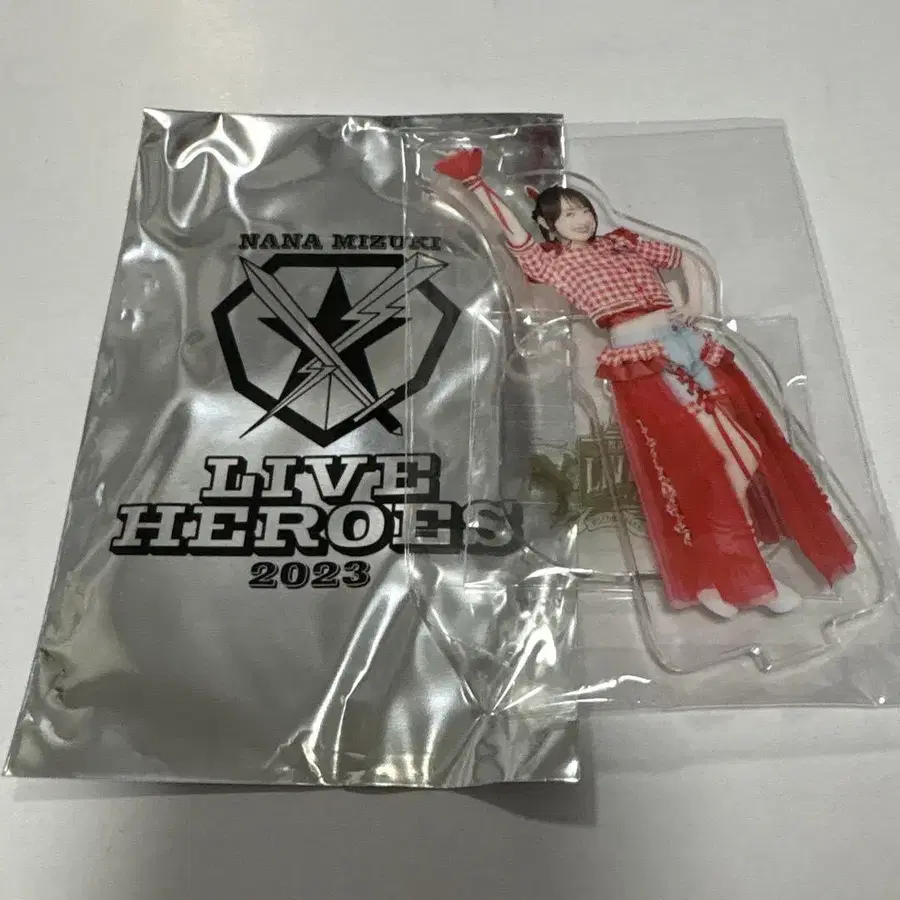 NANA MIZUKI
LIVE
HEROES
2023